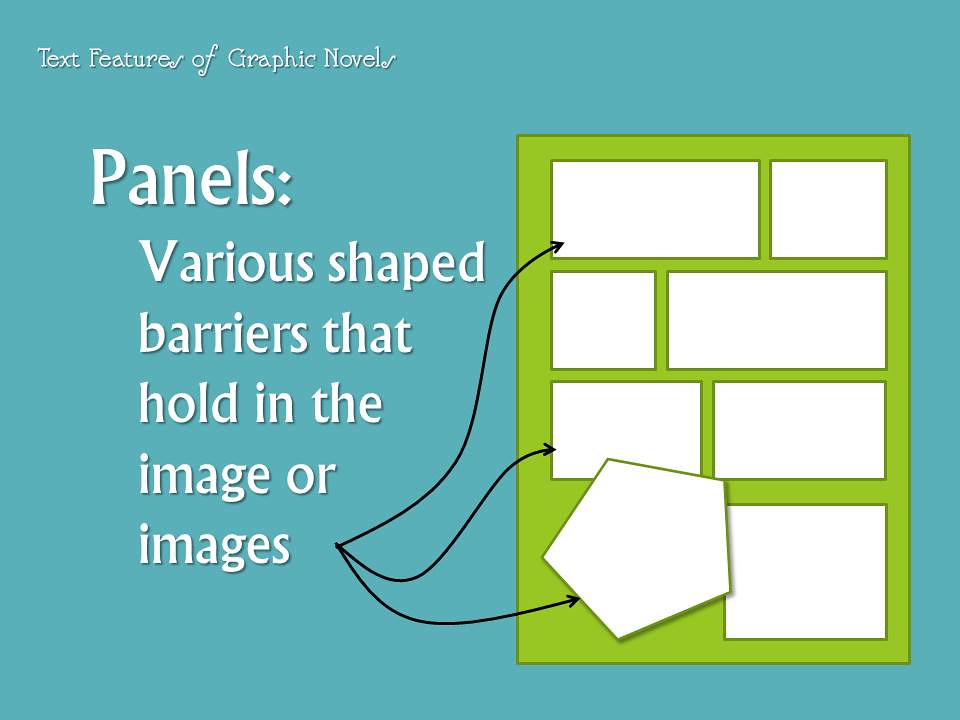 Text Features of Graphic Novels
Panels:
Various shaped
barriers that
hold in the
image or
images